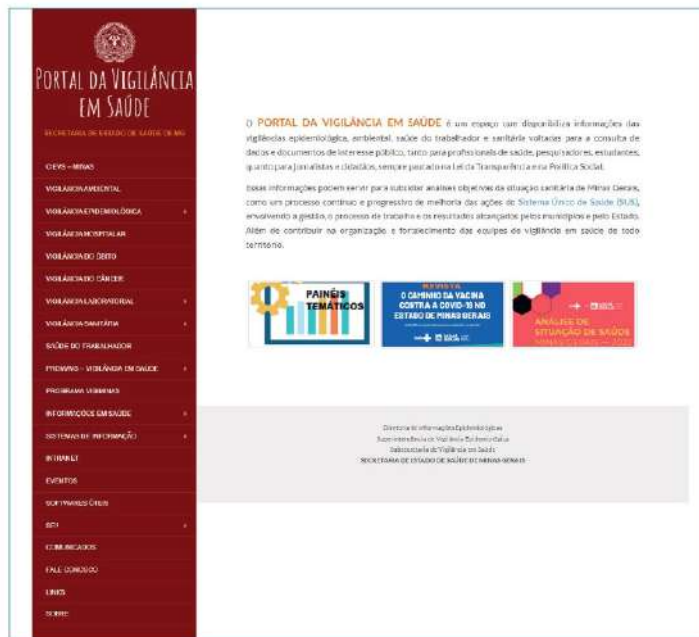 PORTAL DA VIGILÂNCIA
EM SAÚDE
SECRETARIA DE ESTADO DE SAÚDE DE MG
CIEVS – MINAS
VIGILÂNCIA AMBIENTAL
VIGILÂNCIA EPIDEMIOLÓGICA
VIGILÂNCIA HOSPITALAR
VIGILÂNCIA DO ÓBITO
VIGILÂNCIA DO CÂNCER
VIGILÂNCIA LABORATORIAL
VIGILÂNCIA SANITÁRIA
SAÚDE DO TRABALHADOR
– VIGILÂNCIA EM SAÚDE
PROGRAMA VIGIMINAS
INFORMAÇÕES EM SAÚDE
SISTEMAS DE INFORMAÇÃO
INTRANET
EVENTOS
SOFTWARES ÚTEIS
COMUNICADOS
FALE CONOSCO
LINKS
SOBRE
O PORTAL DA VIGILÂNCIA EM SAÚDE é um espaço que disponibiliza informações das
vigilâncias epidemiológica, ambiental, saúde do trabalhador e sanitária voltadas para a consulta de
dados e documentos de interesse público, tanto para profissionais de saúde, pesquisadores, estudantes,
quanto para jornalistas e cidadãos, sempre pautado na Lei da Transparência e na Política Social.
Essas informações podem servir para subsidiar análises objetivas da situação sanitária de Minas Gerais,
como um processo contínuo e progressivo de melhoria das ações do Sistema Único de Saúde (SUS),
envolvendo a gestão, o processo de trabalho e os resultados alcançados pelos municípios e pelo Estado.
Além de contribuir na organização e fortalecimento das equipes de vigilância em saúde de todo
território.
PAINÉIS
TEMÁTICOS
REVISTA
O CAMINHO DA VACINA
CONTRA A COVID-19 NO
ESTADO DE MINAS GERAIS
ANÁLISE DE
SITUAÇÃO DE SAÚDE
MINAS GERAIS —
Diretoria de Informações Epidemiológicas
Superintendência de Vigilância Epidemiológica
Subsecretaria de Vigilância em Saúde
SECRETARIA DE ESTADO DE SAÚDE DE MINAS GERAIS